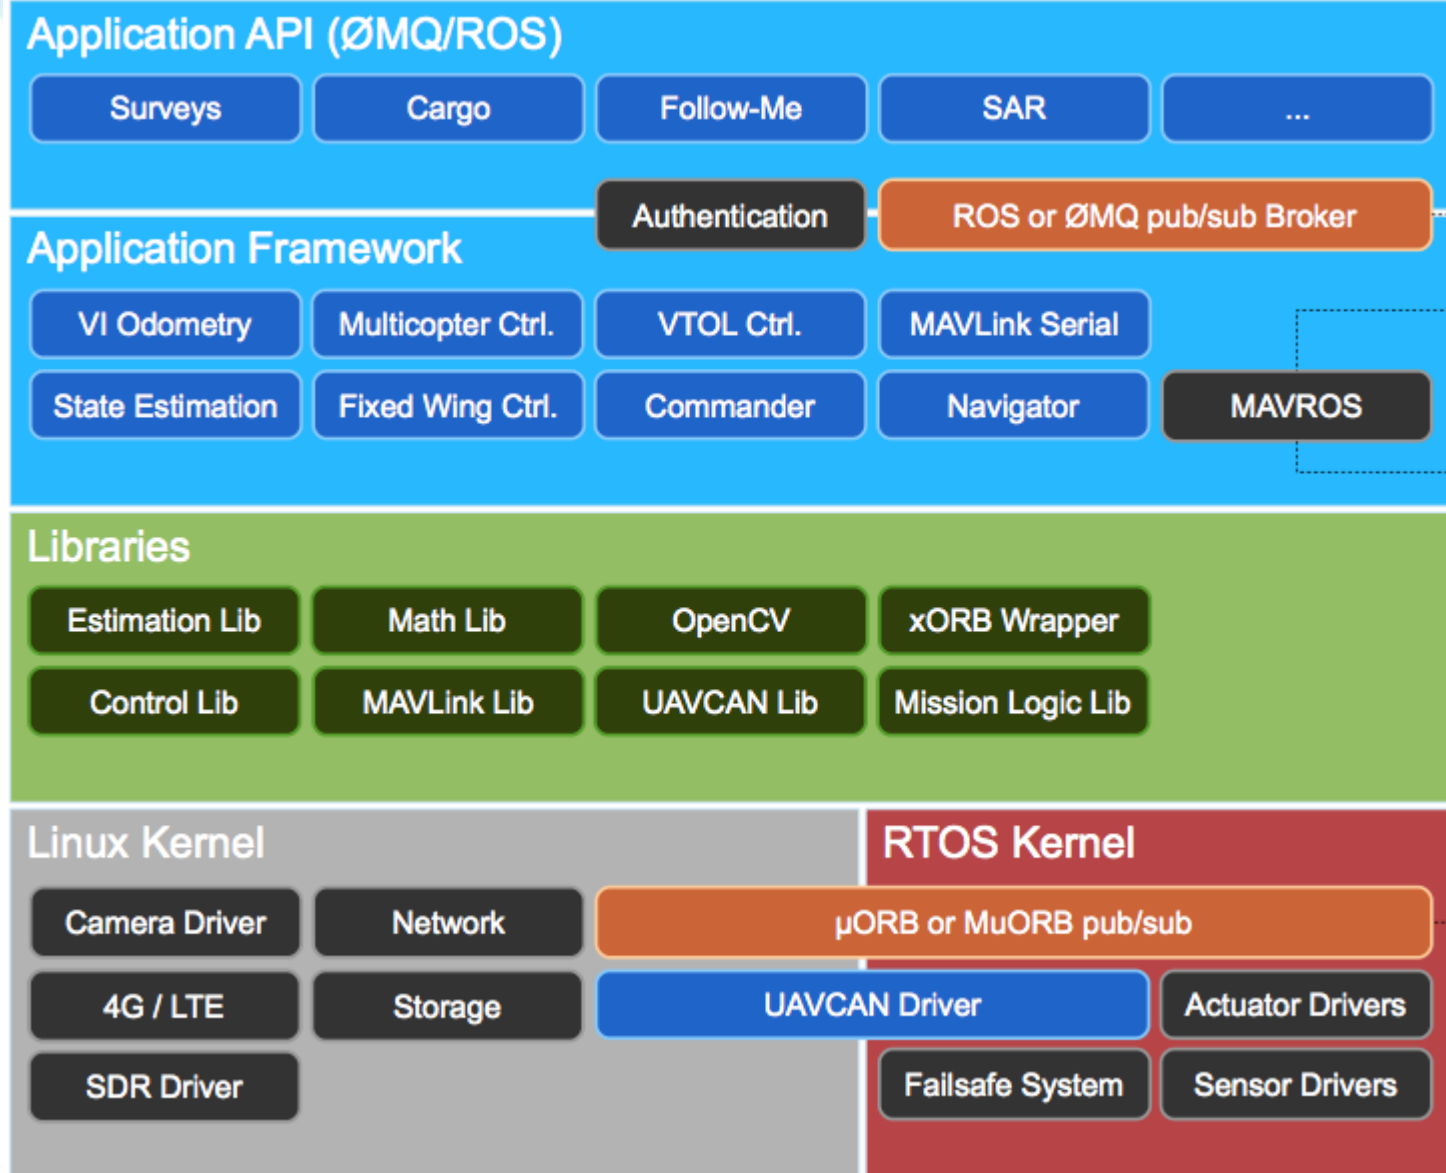 Application API (ØMQ/ROS)
Surveys
Cargo
Follow-Me
SAR
...
Authentication
ROS or ØMQ pub/sub Broker
Application Framework
VI Odometry
Multicopter Ctrl.
VTOL Ctrl.
MAVLink Serial
State Estimation
Fixed Wing Ctrl.
Commander
Navigator
MAVROS
Libraries
Estimation Lib
Math Lib
OpenCV
xORB Wrapper
Control Lib
MAVLink Lib
UAVCAN Lib
Mission Logic Lib
Linux Kernel
RTOS Kernel
Camera Driver
Network
µORB or MuORB pub/sub
4G / LTE
Storage
UAVCAN Driver
Actuator Drivers
SDR Driver
Failsafe System
Sensor Drivers